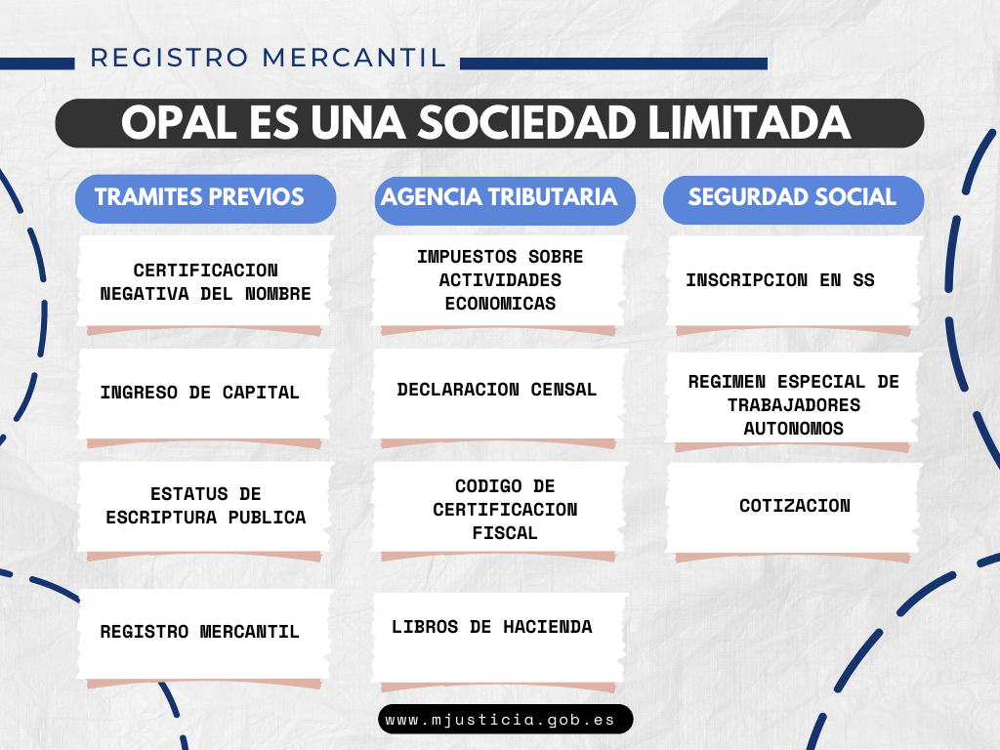 REGISTRO MERCANTIL
OPAL ES UNA SOCIEDAD LIMITADA
TRAMITES PREVIOS
CERTIFICACION
NEGATIVA DEL NOMBRE
INGRESO DE CAPITAL
ESTATUS DE
ESCRIPTURA PUBLICA
REGISTRO MERCANTIL
AGENCIA TRIBUTARIA
IMPUESTOS SOBRE
ACTIVIDADES
ECONOMICAS
DECLARACION CENSAL
CODIGO DE
CERTIFICACION
FISCAL
LIBROS DE HACIENDA
SEGURDAD SOCIAL
INSCRIPCION EN SS
REGIMEN ESPECIAL DE
TRABAJADORES
AUTONOMOS
COTIZACION
www.mjusticia.gob.es